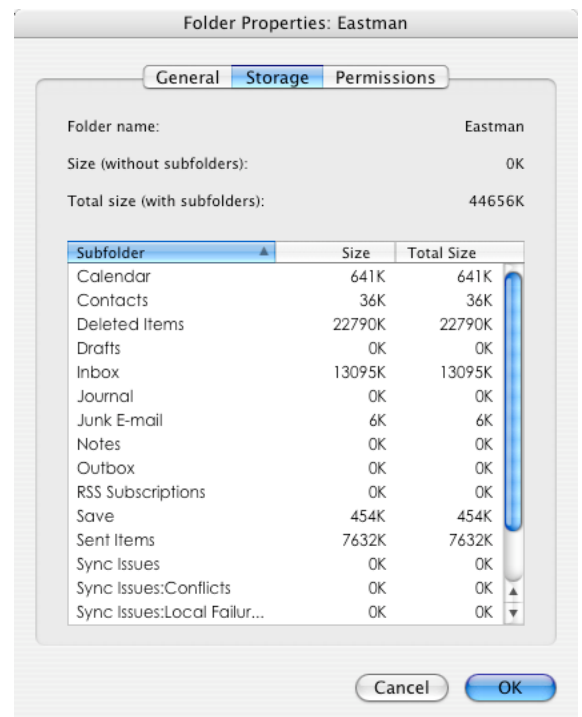 Folder Properties: Eastman
General Storage Permissions
Folder name: Eastman
Size (without subfolders): 0K
Total size (with subfolders): 44656K
Subfolder Size Total Size
Calendar 641K 641K
Contacts 36K 36K
Deleted Items 22790K 22790K
Drafts 0K 0K
Inbox 13095K 13095K
Journal 0K 0K
Junk E-mail 6K 6K
Notes 0K 0K
Outbox 0K 0K
RSS Subscriptions 0K 0K
Save 454K 454K
Sent Items 7632K 7632K
Sync Issues 0K 0K
Sync Issues:Conflicts 0K 0K
Sync Issues:Local Failur... 0K 0K
Cancel OK